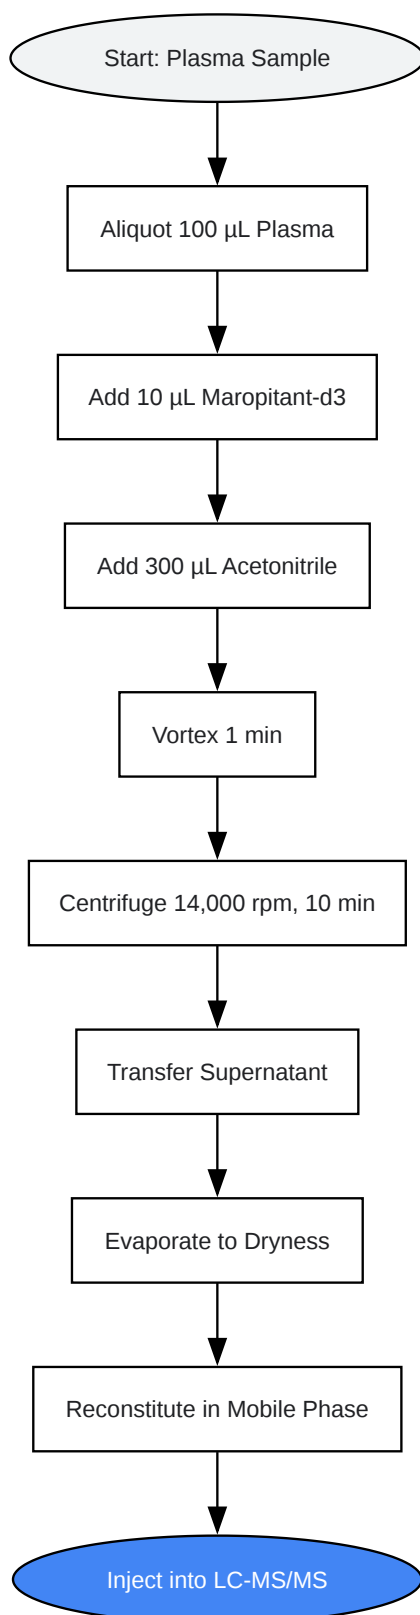 Start: Plasma Sample
Aliquot 100 µL Plasma
Add 10 µL Maropitant-d3
Add 300 µL Acetonitrile
Vortex 1 min
Centrifuge 14,000 rpm, 10 min
Transfer Supernatant
Evaporate to Dryness
Reconstitute in Mobile Phase
Inject into LC-MS/MS